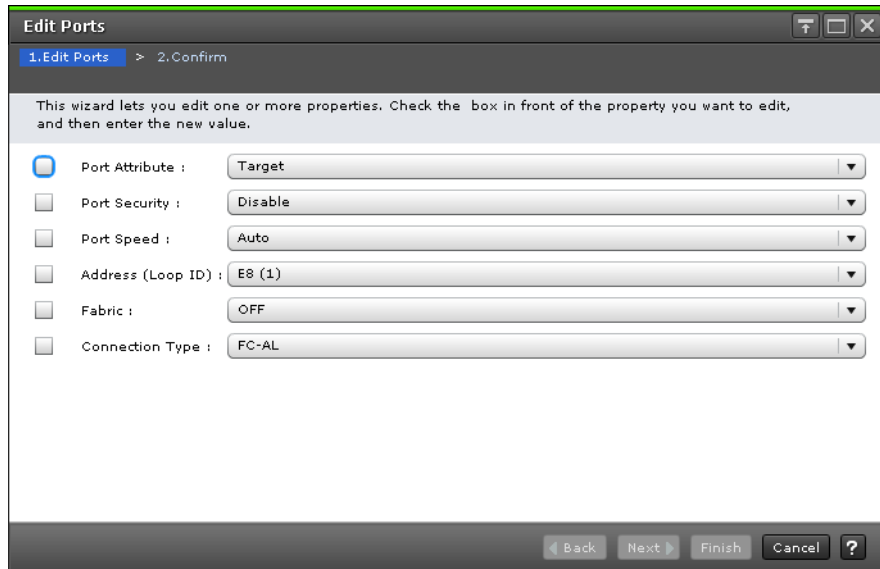 Edit Ports
1.Edit Ports > 2.Confirm
This wizard lets you edit one or more properties. Check the box in front of the property you want to edit,
and then enter the new value.
Port Attribute : Target
Port Security : Disable
Port Speed : Auto
Address (Loop ID) : E8 (1)
Fabric : OFF
Connection Type : FC-AL
Back Next Finish Cancel ?